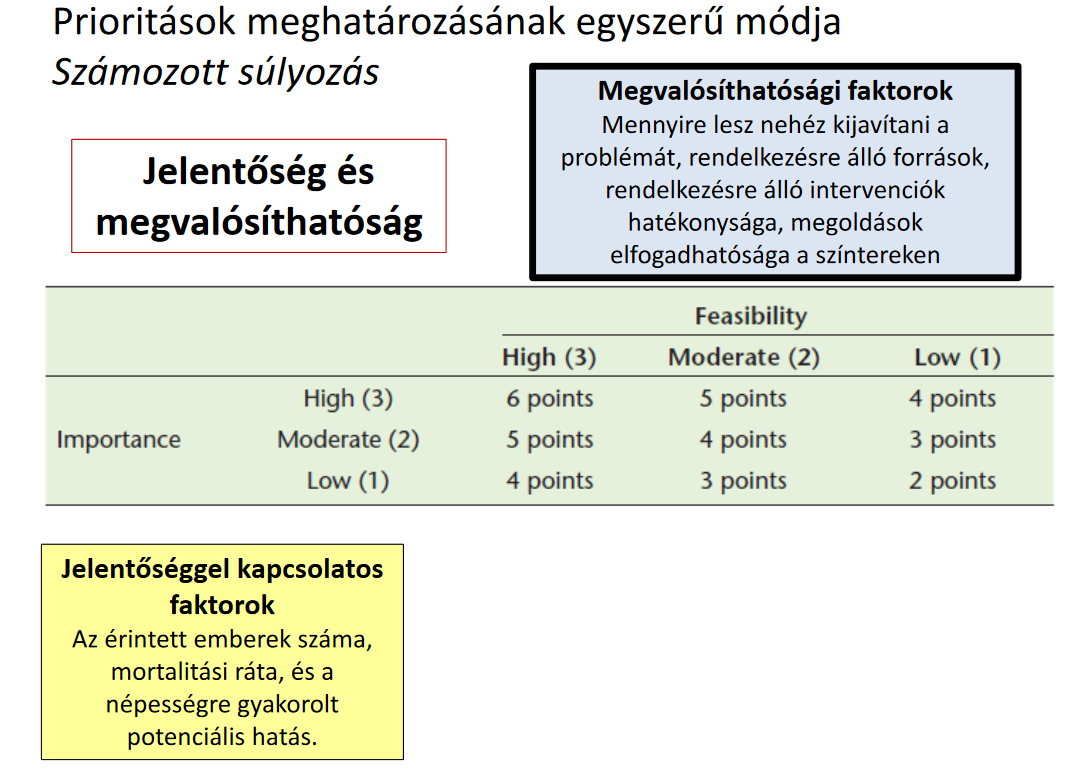 Prioritások meghatározásának egyszerű módja
Számozott súlyozás
Jelentőség és
megvalósíthatóság
Megvalósíthatósági faktorok
Mennyire lesz nehéz kijavítani a
problémát, rendelkezésre álló források,
rendelkezésre álló intervenciók
hatékonysága, megoldások
elfogadhatósága a színtereken
Feasibility
High (3) Moderate (2) Low (1)
High (3) 6 points 5 points 4 points
Importance Moderate (2) 5 points 4 points 3 points
Low (1) 4 points 3 points 2 points
Jelentőséggel kapcsolatos
faktorok
Az érintett emberek száma,
mortalitási ráta, és a
népességre gyakorolt
potenciális hatás.